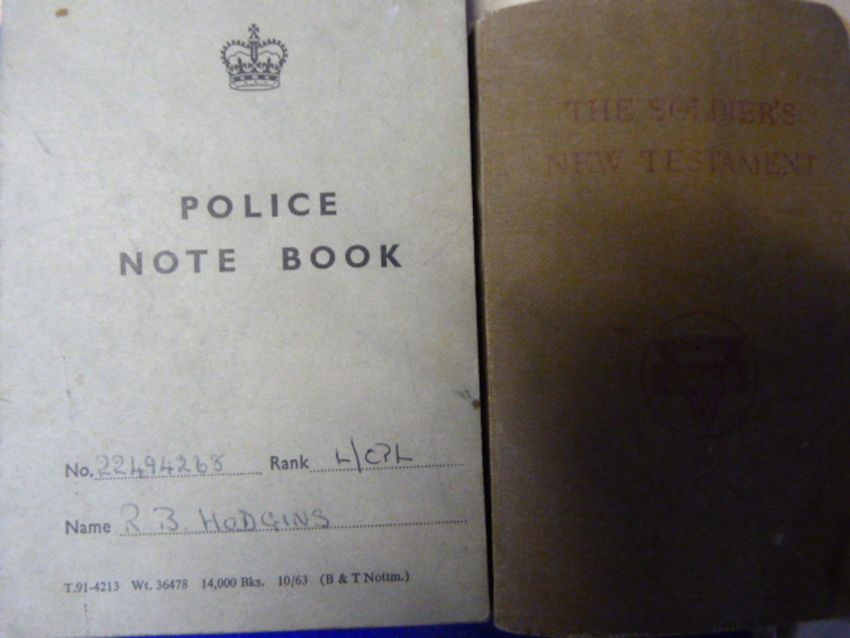 POLICE
NOTE BOOK
No. 22494268 Rank L/CPL
Name R B. HODGINS
T.91-4213 Wt. 36478 14,000 Bks. 10/63 (B & T Nottm.)
THE SOLDIER'S
NEW TESTAMENT